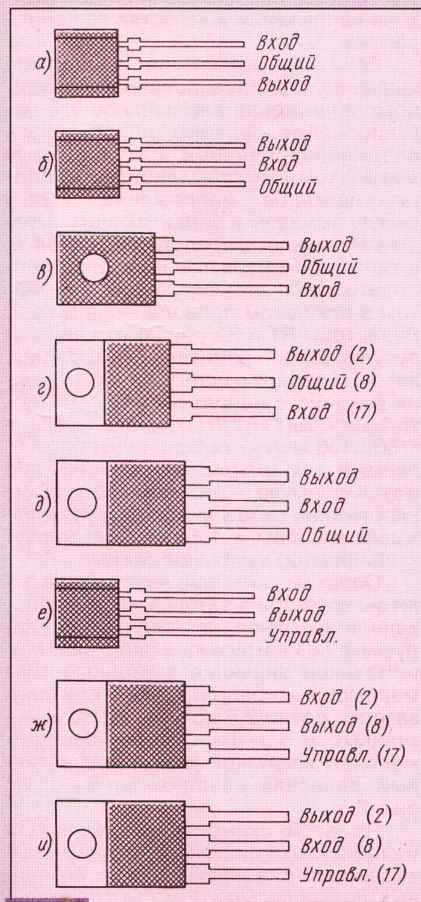 а) Вход
Общий
Выход
б) Выход
Вход
Общий
в) Выход
Общий
Вход
г) Выход (2)
Общий (8)
Вход (17)
д) Выход
Вход
Общий
е) Вход
Выход
Управл.
ж) Вход (2)
Выход (8)
Управл. (17)
и) Выход (2)
Вход (8)
Управл. (17)